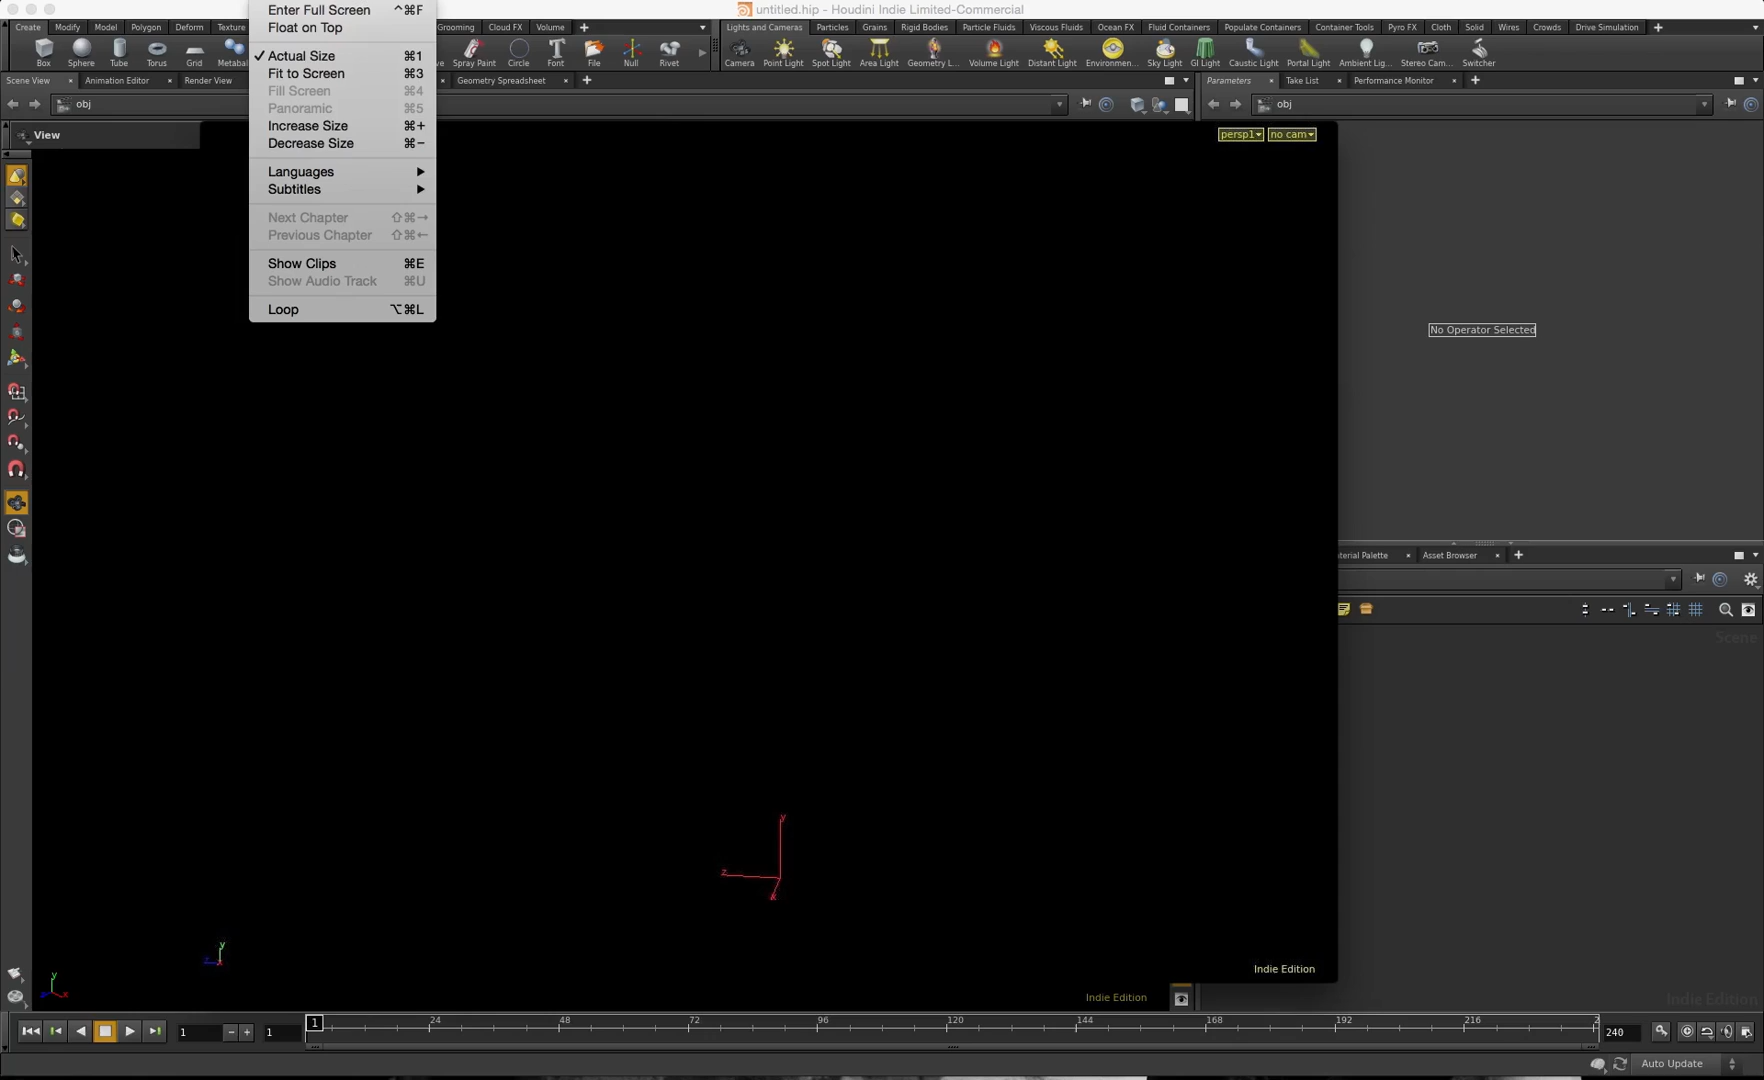 Enter Full Screen ^⌘F
Float on Top
✓ Actual Size ⌘1
Fit to Screen ⌘3
Fill Screen ⌘4
Panoramic ⌘5
Increase Size ⌘+
Decrease Size ⌘−
Languages ▶
Subtitles ▶
Next Chapter ⇧⌘→
Previous Chapter ⇧⌘←
Show Clips ⌘E
Show Audio Track ⌘U
Loop ⌥⌘L
untitled.hip - Houdini Indie Limited-Commercial
Create Modify Model Polygon Deform Texture Grooming Cloud FX Volume +
Box Sphere Tube Torus Grid Metaball Spray Paint Circle Font File Null Rivet
Lights and Cameras Particles Grains Rigid Bodies Particle Fluids Viscous Fluids Ocean FX Fluid Containers Populate Containers Container Tools Pyro FX Cloth Solid Wires Crowds Drive Simulation +
Camera Point Light Spot Light Area Light Geometry L... Volume Light Distant Light Environmen... Sky Light GI Light Caustic Light Portal Light Ambient Lig... Stereo Cam... Switcher
Scene View × Animation Editor × Render View × Geometry Spreadsheet × +
Parameters × Take List × Performance Monitor × +
obj
obj
View
persp1 no cam
No Operator Selected
terial Palette × Asset Browser × +
Scene
y
z
x
y
z
y
x
Indie Edition
Indie Edition
Indie Edition
1 − + 1
1 24 48 72 96 120 144 168 192 216 2
240
Auto Update